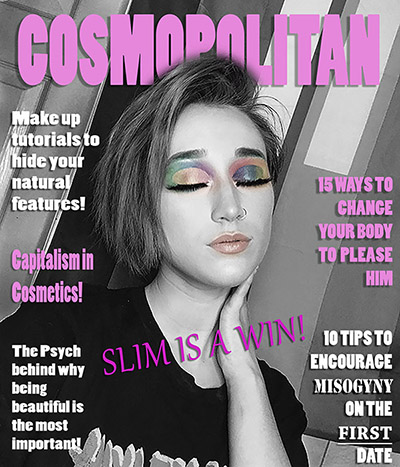 COSMOPOLITAN
Make up
tutorials to
hide your
natural
features!
Capitalism in
Cosmetics!
The Psych
behind why
being
beautiful is
the most
important!
SLIM IS A WIN!
15 WAYS TO
CHANGE
YOUR BODY
TO PLEASE
HIM
10 TIPS TO
ENCOURAGE
MISOGYNY
ON THE
FIRST
DATE